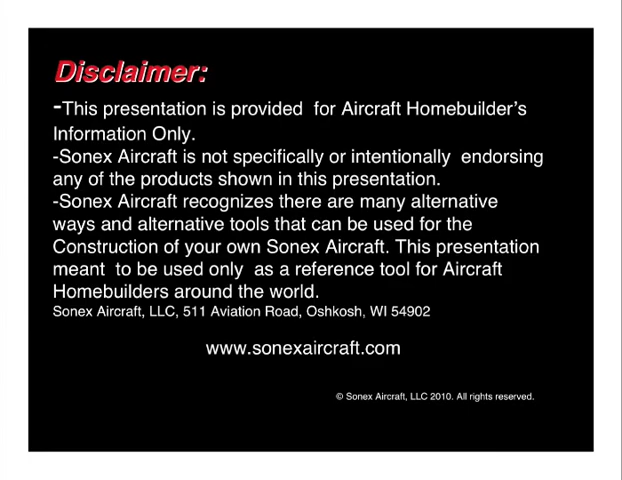 Disclaimer:
-This presentation is provided  for Aircraft Homebuilder's
Information Only.
-Sonex Aircraft is not specifically or intentionally  endorsing
any of the products shown in this presentation.
-Sonex Aircraft recognizes there are many alternative
ways and alternative tools that can be used for the
Construction of your own Sonex Aircraft. This presentation
meant  to be used only  as a reference tool for Aircraft
Homebuilders around the world.
Sonex Aircraft, LLC, 511 Aviation Road, Oshkosh, WI 54902
www.sonexaircraft.com
© Sonex Aircraft, LLC 2010. All rights reserved.